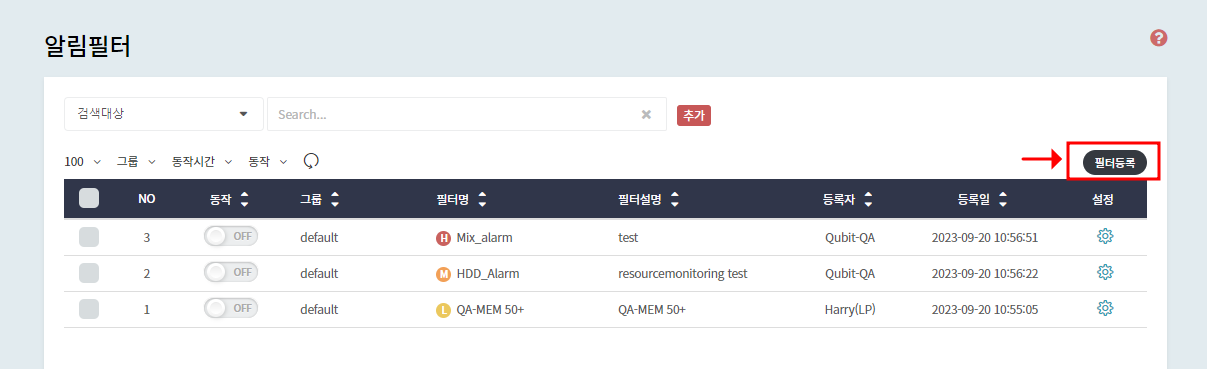 알림필터
?
검색대상 Search... 추가
100 그룹 동작시간 동작 필터등록
NO 동작 그룹 필터명 필터설명 등록자 등록일 설정
3 OFF default H Mix_alarm test Qubit-QA 2023-09-20 10:56:51
2 OFF default M HDD_Alarm resourcemonitoring test Qubit-QA 2023-09-20 10:56:22
1 OFF default L QA-MEM 50+ QA-MEM 50+ Harry(LP) 2023-09-20 10:55:05